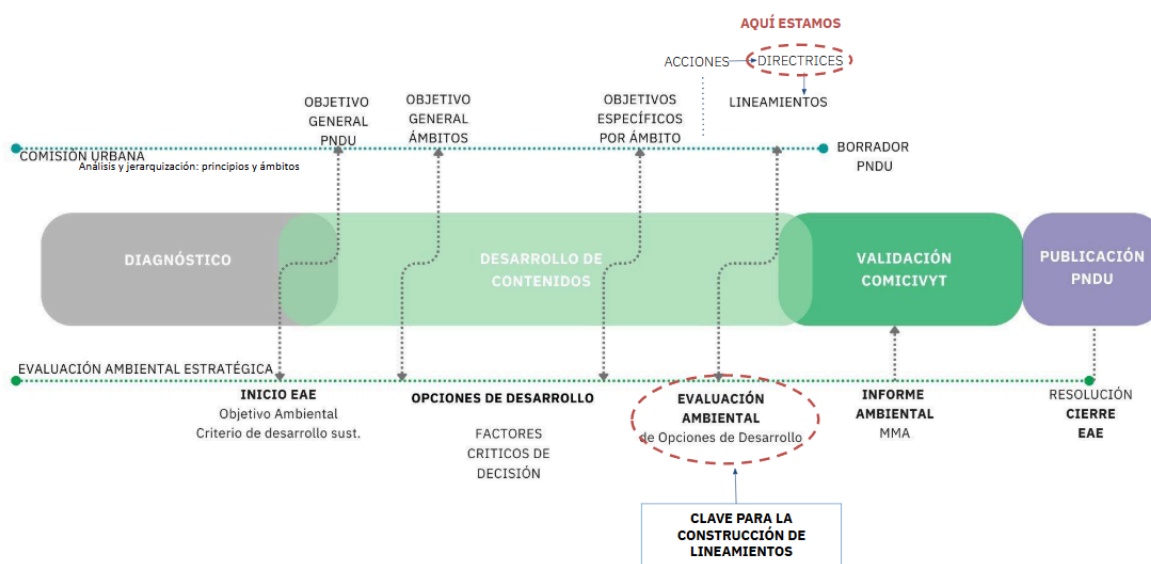 AQUÍ ESTAMOS
ACCIONES
DIRECTRICES
LINEAMIENTOS
OBJETIVO
GENERAL
PNDU
OBJETIVO
GENERAL
ÁMBITOS
OBJETIVOS
ESPECÍFICOS
POR ÁMBITO
COMISIÓN URBANA
Análisis y jerarquización: principios y ámbitos
BORRADOR
PNDU
DIAGNÓSTICO
DESARROLLO DE
CONTENIDOS
VALIDACIÓN
COMICIVYT
PUBLICACIÓN
PNDU
EVALUACIÓN AMBIENTAL ESTRATÉGICA
INICIO EAE
Objetivo Ambiental
Criterio de desarrollo sust.
OPCIONES DE DESARROLLO
FACTORES
CRITICOS DE
DECISIÓN
EVALUACIÓN
AMBIENTAL
de Opciones de Desarrollo
INFORME
AMBIENTAL
MMA
RESOLUCIÓN
CIERRE
EAE
CLAVE PARA LA
CONSTRUCCIÓN DE
LINEAMIENTOS